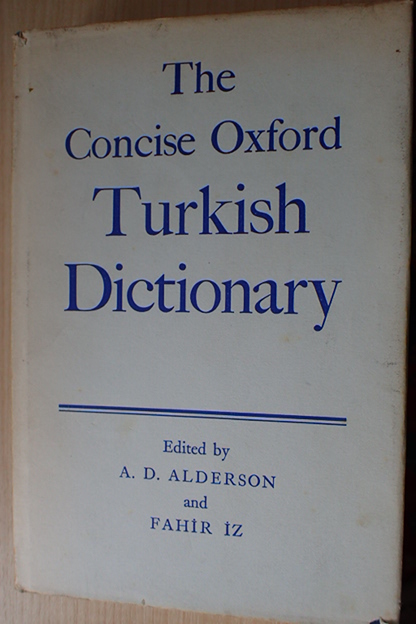 The
Concise Oxford
Turkish
Dictionary
Edited by
A. D. ALDERSON
and
FAHİR İZ